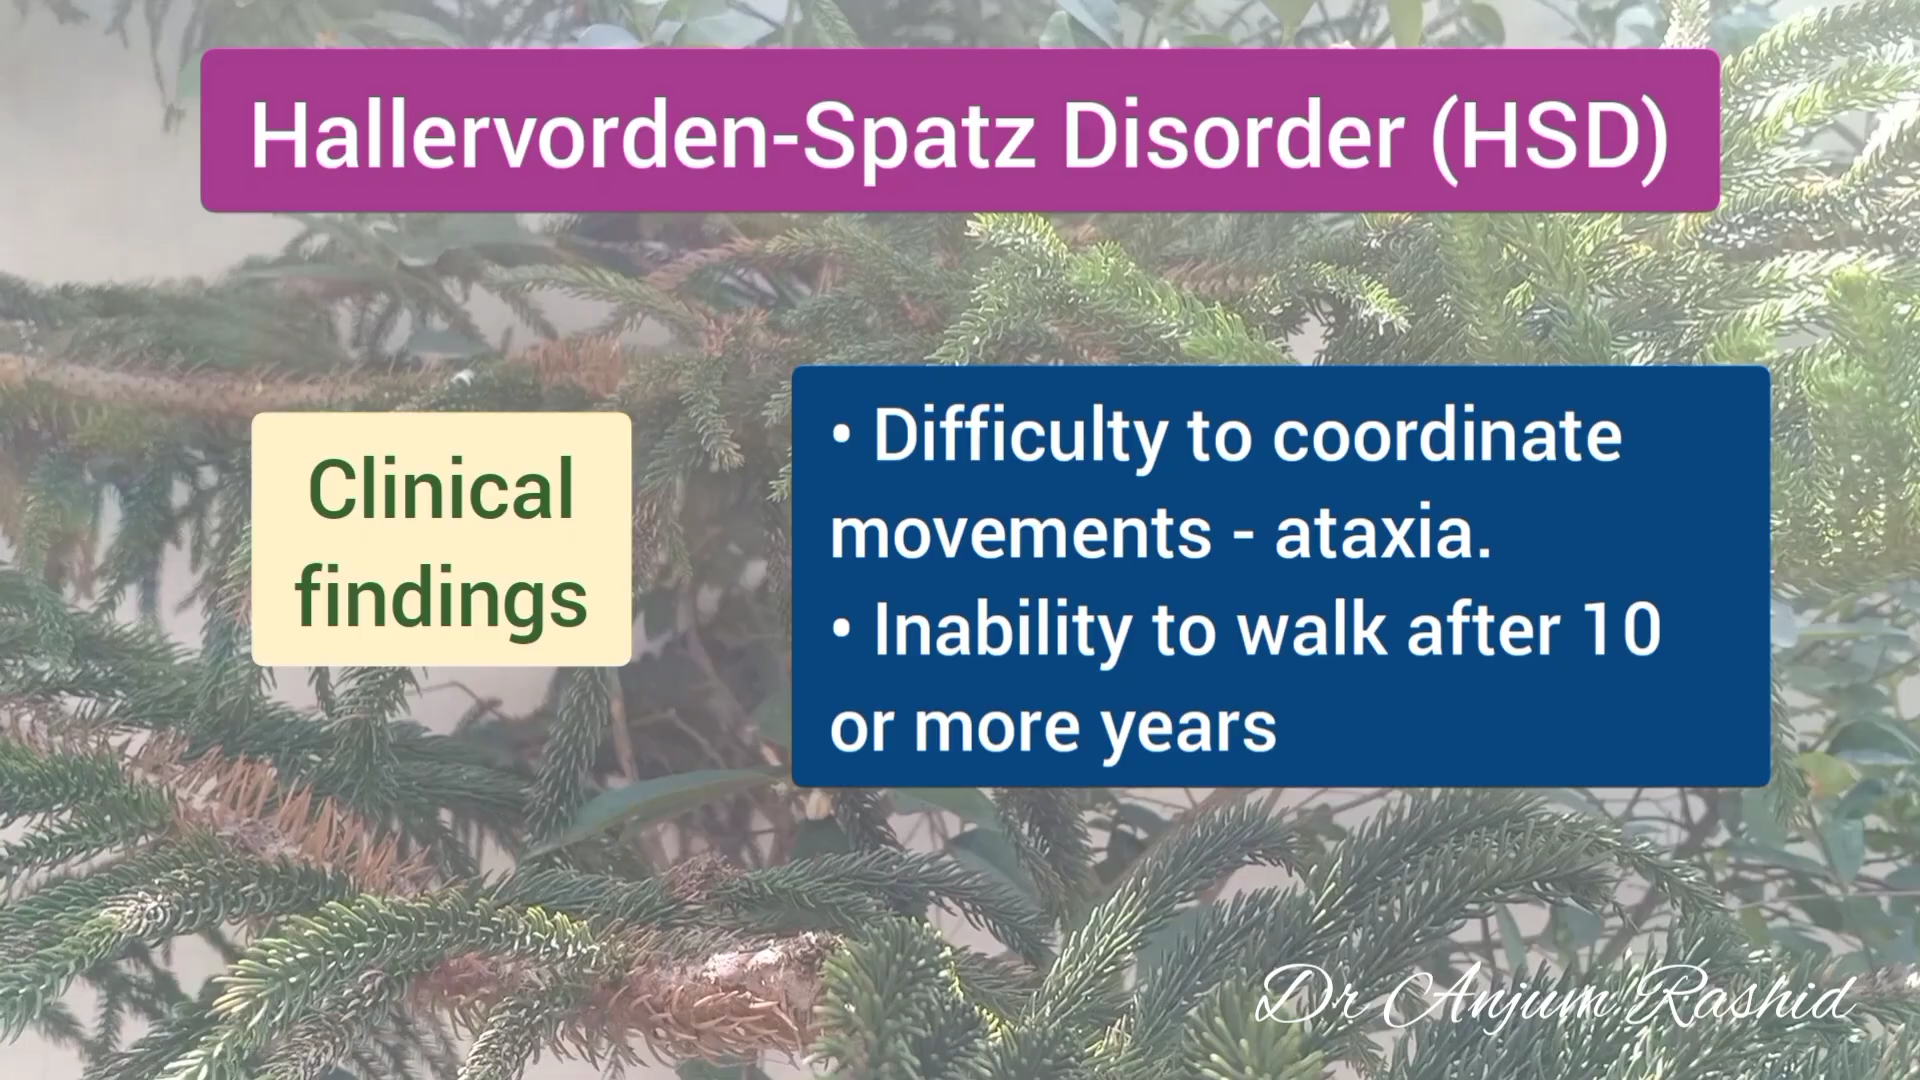 Hallervorden-Spatz Disorder (HSD)
Clinical
findings
• Difficulty to coordinate
movements - ataxia.
• Inability to walk after 10
or more years
Dr Anjum Rashid